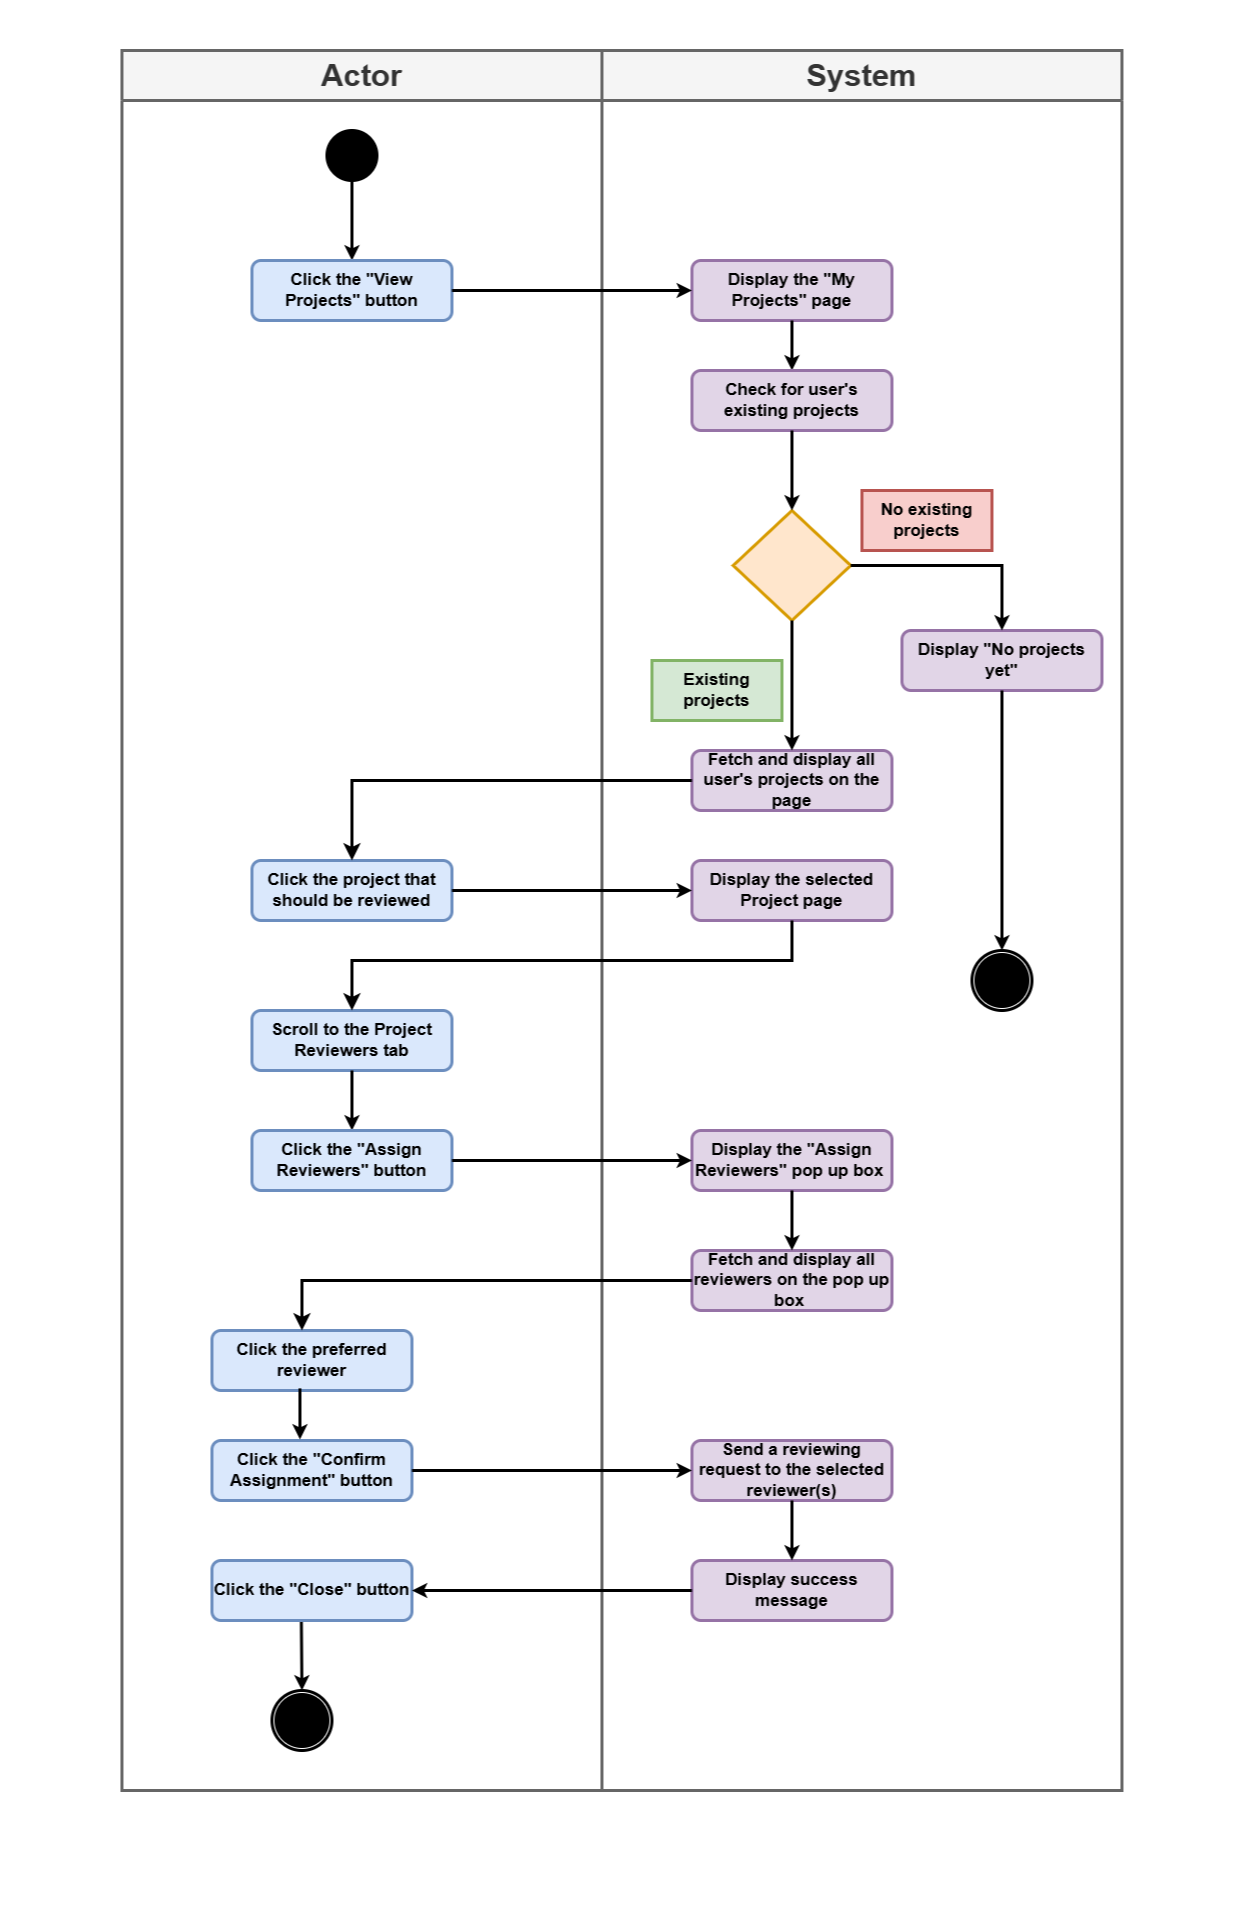 Actor
System
Click the "View
Projects" button
Display the "My
Projects" page
Check for user's
existing projects
No existing
projects
Display "No projects
yet"
Existing
projects
Fetch and display all
user's projects on the
page
Click the project that
should be reviewed
Display the selected
Project page
Scroll to the Project
Reviewers tab
Click the "Assign
Reviewers" button
Display the "Assign
Reviewers" pop up box
Fetch and display all
reviewers on the pop up
box
Click the preferred
reviewer
Click the "Confirm
Assignment" button
Send a reviewing
request to the selected
reviewer(s)
Click the "Close" button
Display success
message